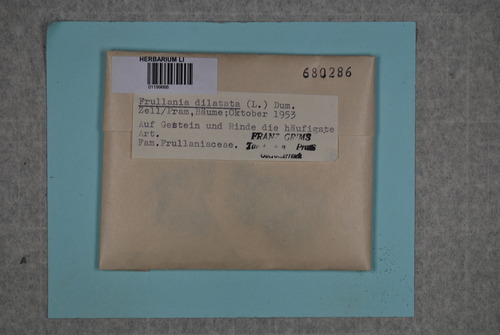 HERBARIUM LI
680286
Frullania dilatata (L.) Dum.
Zell/Pram, Bäume; Oktober 1953
Auf Gestein und Rinde die häufigste
Art.
FRANZ GRIMS
Fam. Frullaniaceae.